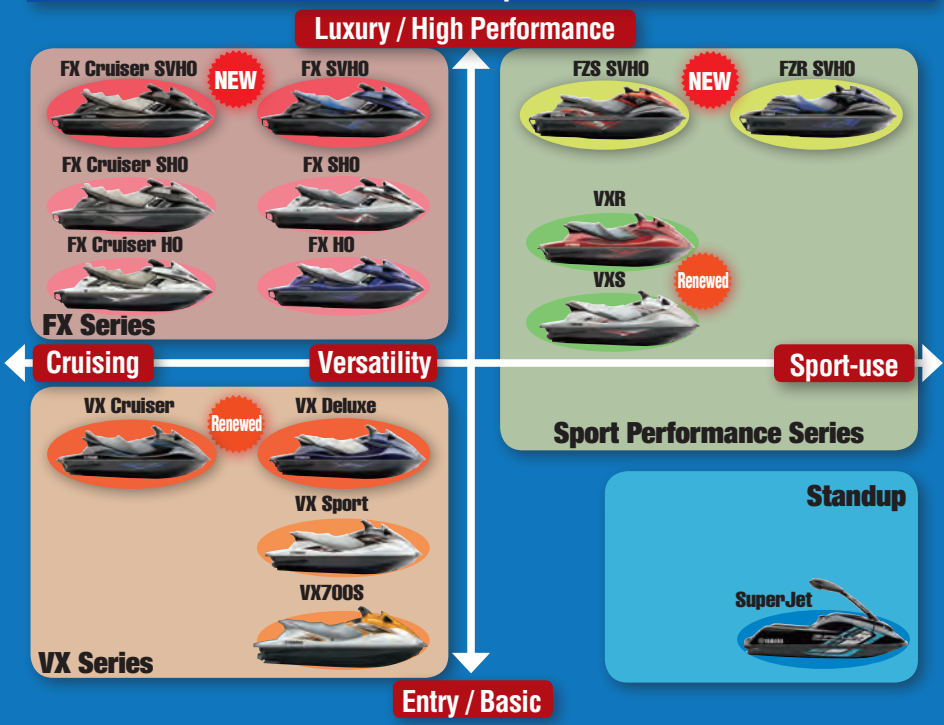 Luxury / High Performance
FX Cruiser SVHO
NEW
FX SVHO
FX Cruiser SHO
FX SHO
FX Cruiser HO
FX HO
FX Series
FZS SVHO
NEW
FZR SVHO
VXR
VXS
Renewed
Cruising
Versatility
Sport-use
Sport Performance Series
VX Cruiser
Renewed
VX Deluxe
VX Sport
VX700S
VX Series
Standup
SuperJet
YAMAHA
Entry / Basic